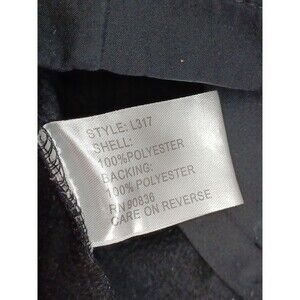 STYLE: L317
SHELL:
100%POLYESTER
BACKING:
100% POLYESTER
RN 90836
CARE ON REVERSE